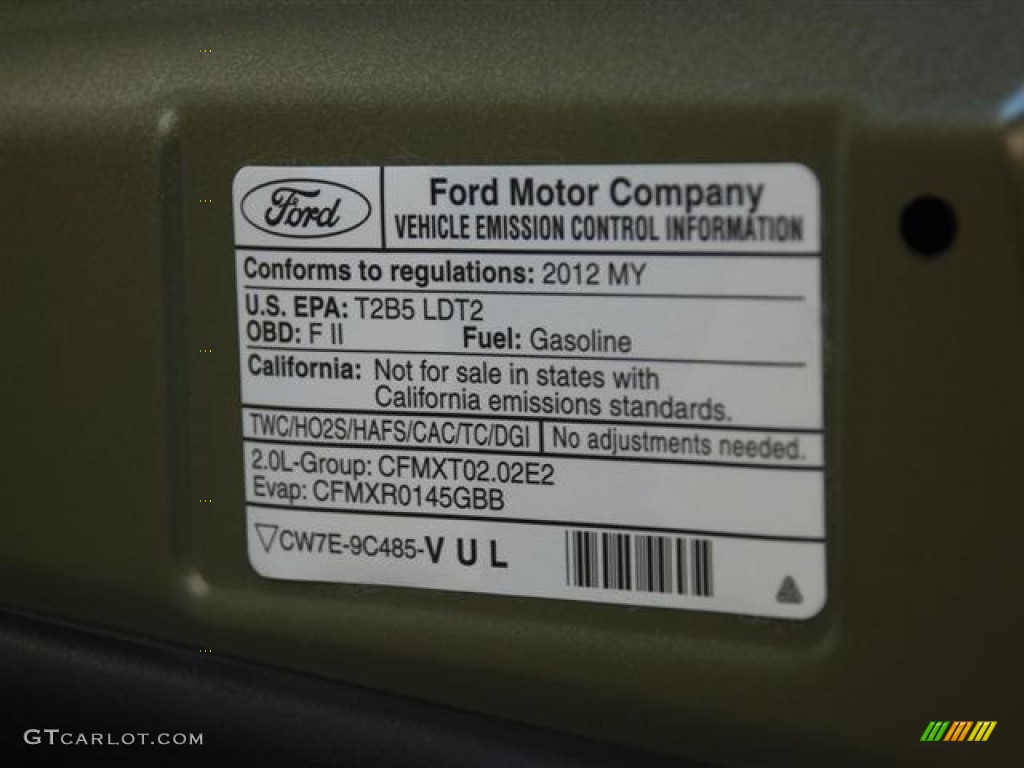 Ford
Ford Motor Company
VEHICLE EMISSION CONTROL INFORMATION
Conforms to regulations: 2012 MY
U.S. EPA: T2B5 LDT2
OBD: F II Fuel: Gasoline
California: Not for sale in states with
California emissions standards.
TWC/HO2S/HAFS/CAC/TC/DGI No adjustments needed.
2.0L-Group: CFMXT02.02E2
Evap: CFMXR0145GBB
CW7E-9C485-VUL
GTCARLOT.COM